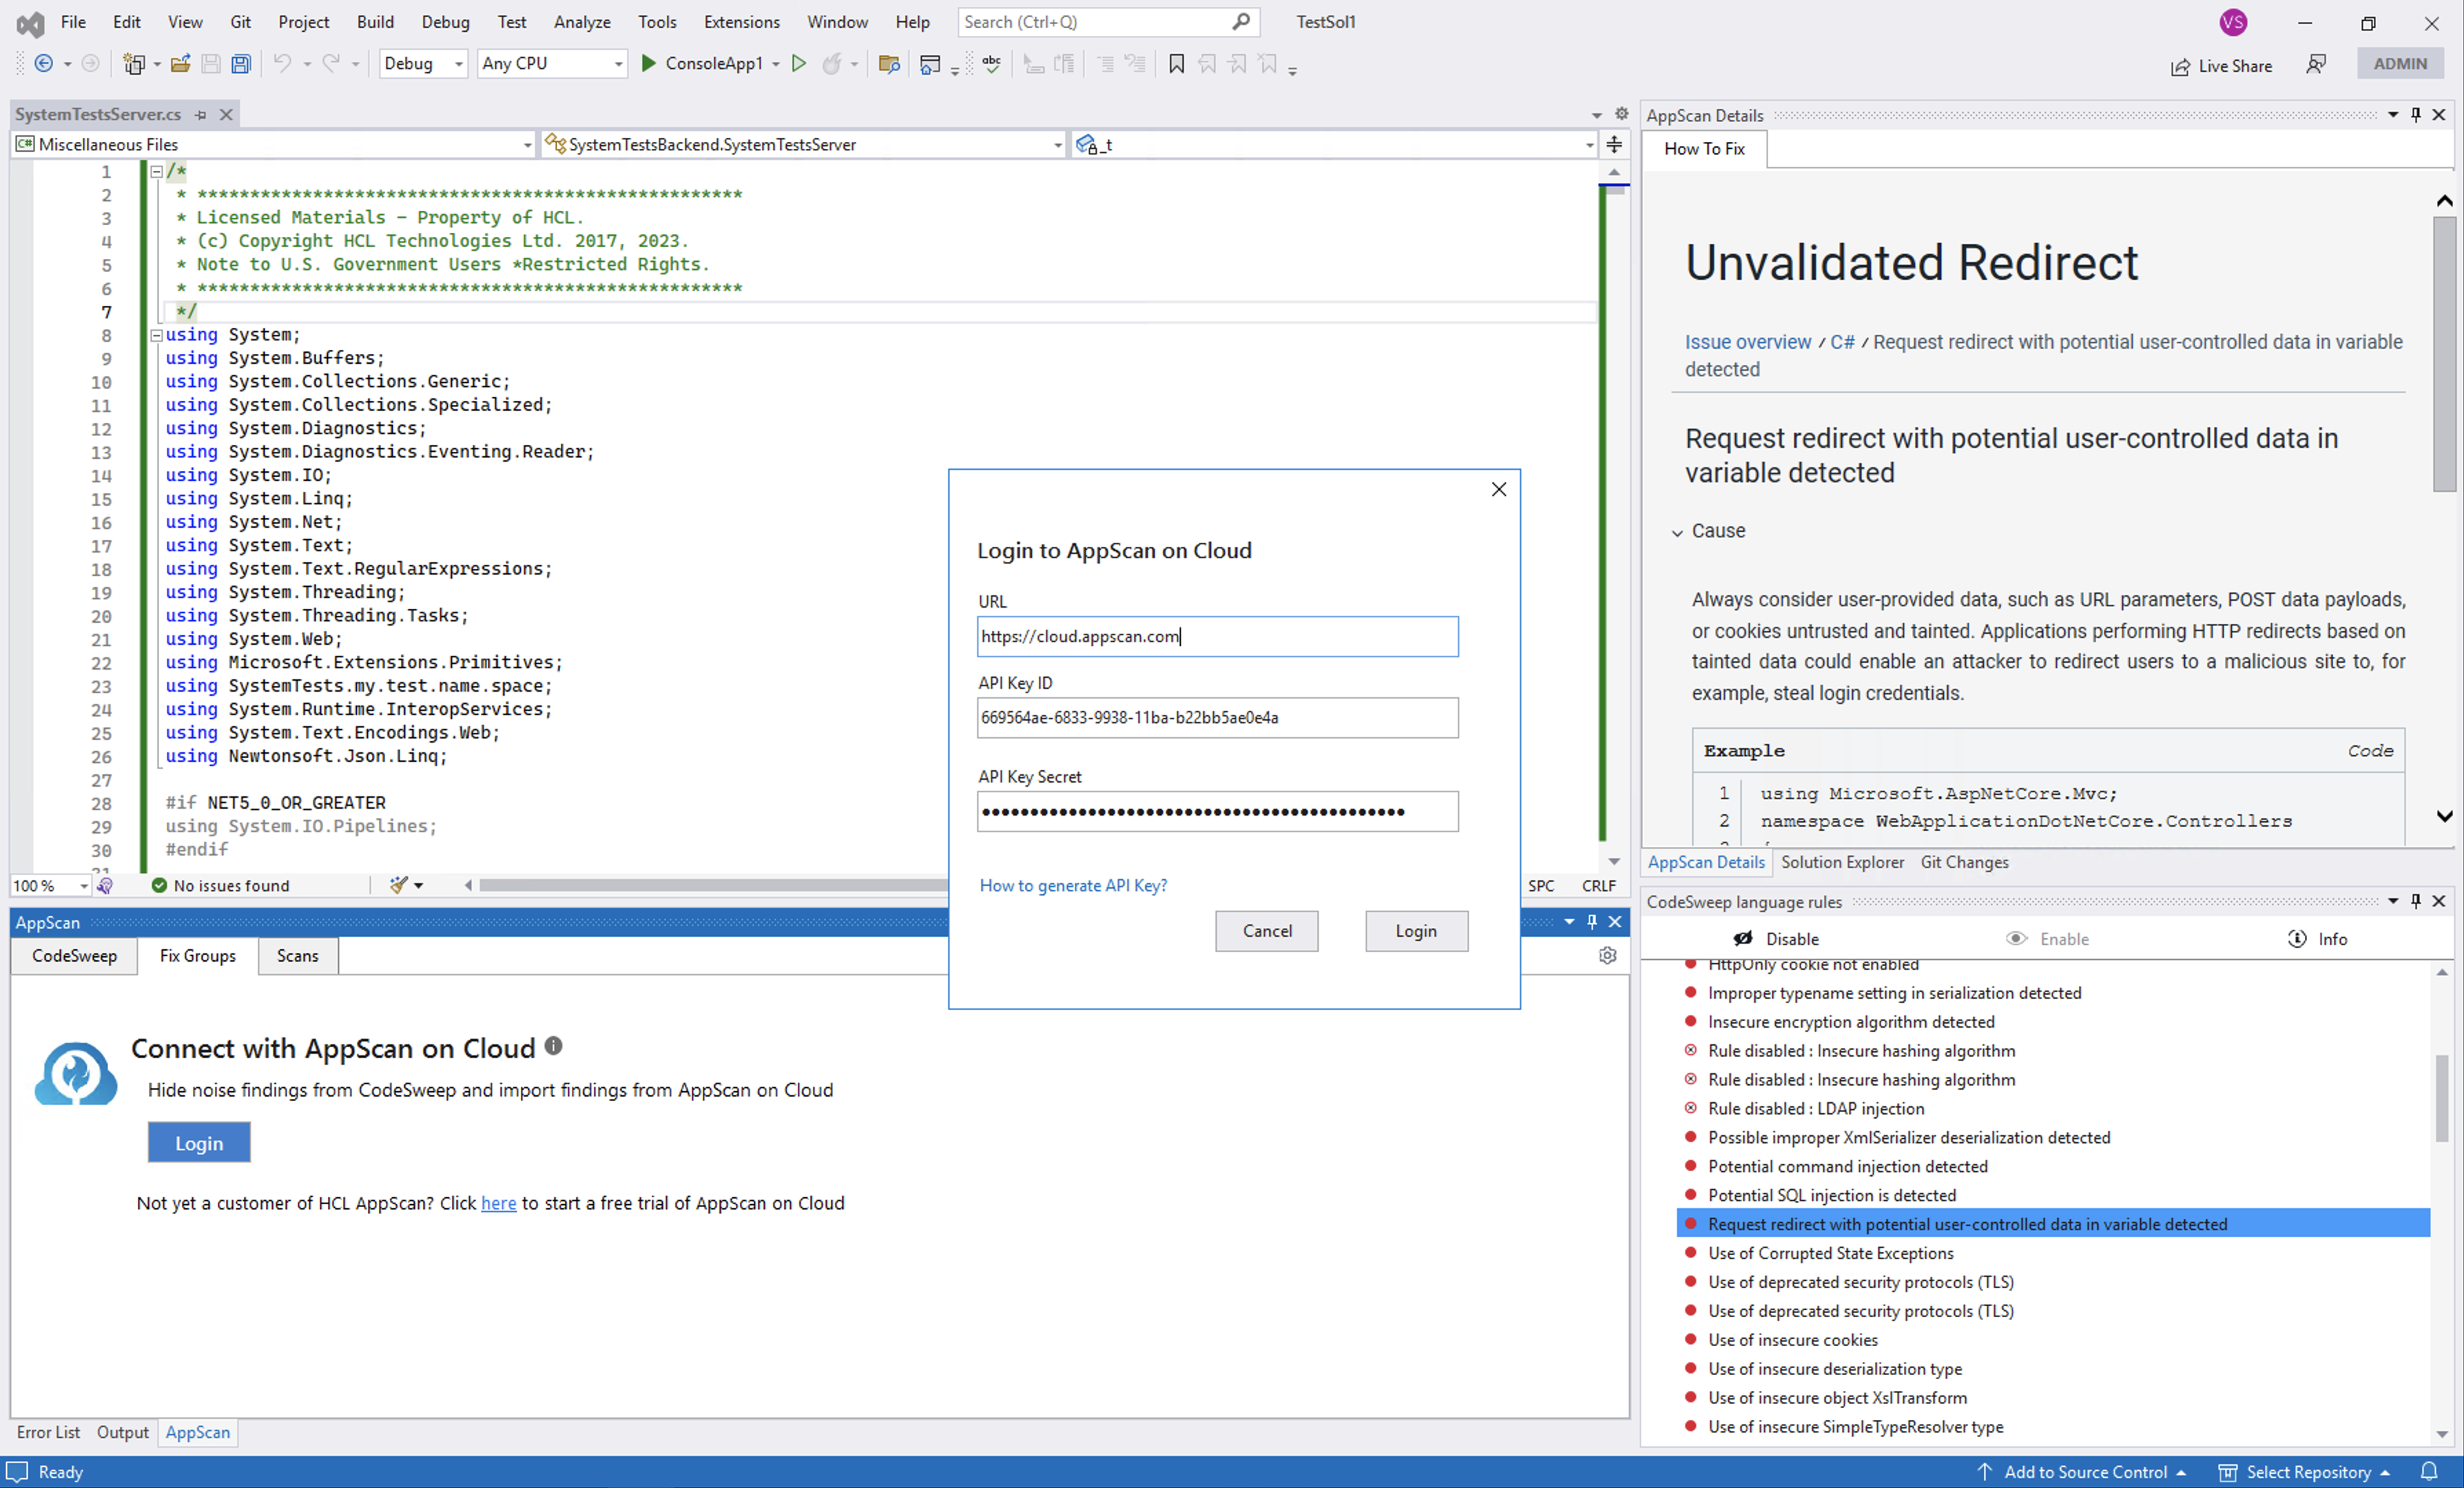 File Edit View Git Project Build Debug Test Analyze Tools Extensions Window Help Search (Ctrl+Q) TestSol1 VS
Debug Any CPU ConsoleApp1 abc Live Share ADMIN
SystemTestsServer.cs
C# Miscellaneous Files SystemTestsBackend.SystemTestsServer _t
1 /*
2 * ****************************************************
3 * Licensed Materials – Property of HCL.
4 * (c) Copyright HCL Technologies Ltd. 2017, 2023.
5 * Note to U.S. Government Users *Restricted Rights.
6 * ****************************************************
7 */
8 using System;
9 using System.Buffers;
10 using System.Collections.Generic;
11 using System.Collections.Specialized;
12 using System.Diagnostics;
13 using System.Diagnostics.Eventing.Reader;
14 using System.IO;
15 using System.Linq;
16 using System.Net;
17 using System.Text;
18 using System.Text.RegularExpressions;
19 using System.Threading;
20 using System.Threading.Tasks;
21 using System.Web;
22 using Microsoft.Extensions.Primitives;
23 using SystemTests.my.test.name.space;
24 using System.Runtime.InteropServices;
25 using System.Text.Encodings.Web;
26 using Newtonsoft.Json.Linq;
27
28 #if NET5_0_OR_GREATER
29 using System.IO.Pipelines;
30 #endif
31
100 % No issues found SPC CRLF
Login to AppScan on Cloud
URL
https://cloud.appscan.com
API Key ID
669564ae-6833-9938-11ba-b22bb5ae0e4a
API Key Secret
••••••••••••••••••••••••••••••••••••••••••••
How to generate API Key?
Cancel Login
AppScan
CodeSweep Fix Groups Scans
Connect with AppScan on Cloud
Hide noise findings from CodeSweep and import findings from AppScan on Cloud
Login
Not yet a customer of HCL AppScan? Click here to start a free trial of AppScan on Cloud
Error List Output AppScan
AppScan Details
How To Fix
Unvalidated Redirect
Issue overview / C# / Request redirect with potential user-controlled data in variable
detected
Request redirect with potential user-controlled data in
variable detected
Cause
Always consider user-provided data, such as URL parameters, POST data payloads,
or cookies untrusted and tainted. Applications performing HTTP redirects based on
tainted data could enable an attacker to redirect users to a malicious site to, for
example, steal login credentials.
Example Code
1 using Microsoft.AspNetCore.Mvc;
2 namespace WebApplicationDotNetCore.Controllers
AppScan Details Solution Explorer Git Changes
CodeSweep language rules
Disable Enable Info
HttpOnly cookie not enabled
Improper typename setting in serialization detected
Insecure encryption algorithm detected
Rule disabled : Insecure hashing algorithm
Rule disabled : Insecure hashing algorithm
Rule disabled : LDAP injection
Possible improper XmlSerializer deserialization detected
Potential command injection detected
Potential SQL injection is detected
Request redirect with potential user-controlled data in variable detected
Use of Corrupted State Exceptions
Use of deprecated security protocols (TLS)
Use of deprecated security protocols (TLS)
Use of insecure cookies
Use of insecure deserialization type
Use of insecure object XslTransform
Use of insecure SimpleTypeResolver type
Ready Add to Source Control Select Repository